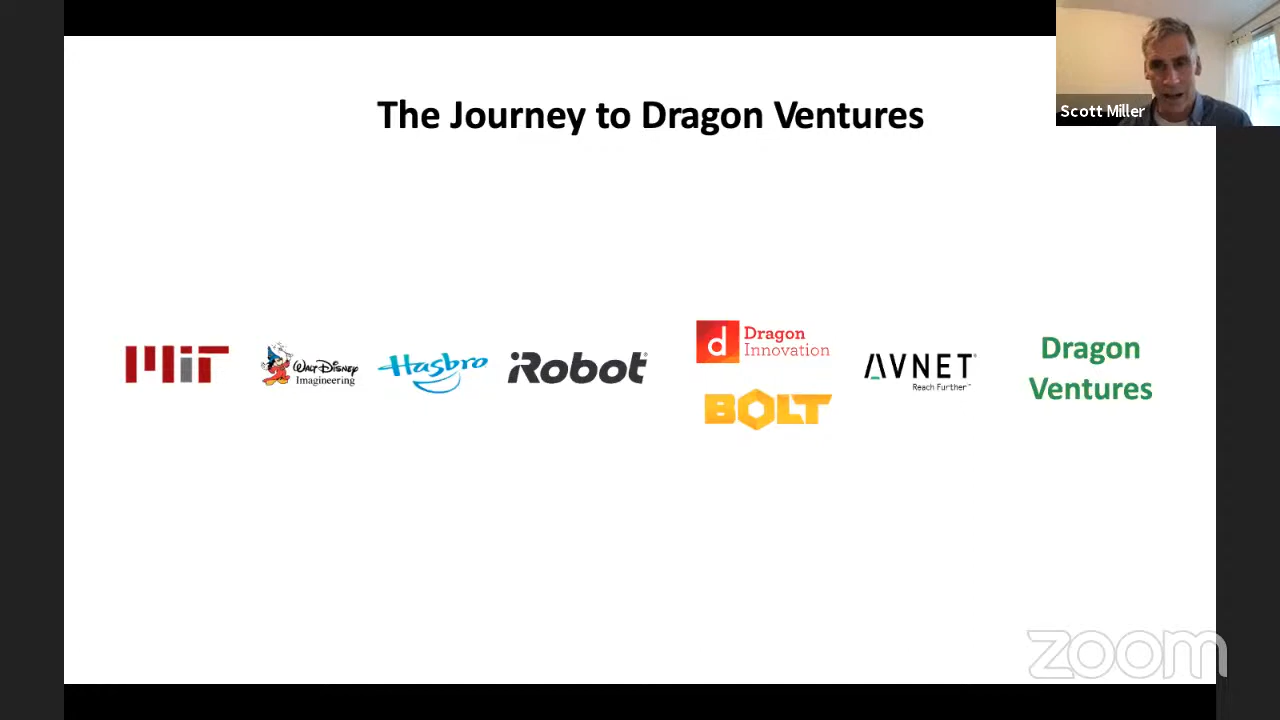 The Journey to Dragon Ventures
Scott Miller
MIT
WALT DISNEY
Imagineering
Hasbro
iRobot
d
Dragon
Innovation
BOLT
AVNET
Reach Further™
Dragon
Ventures
zoom